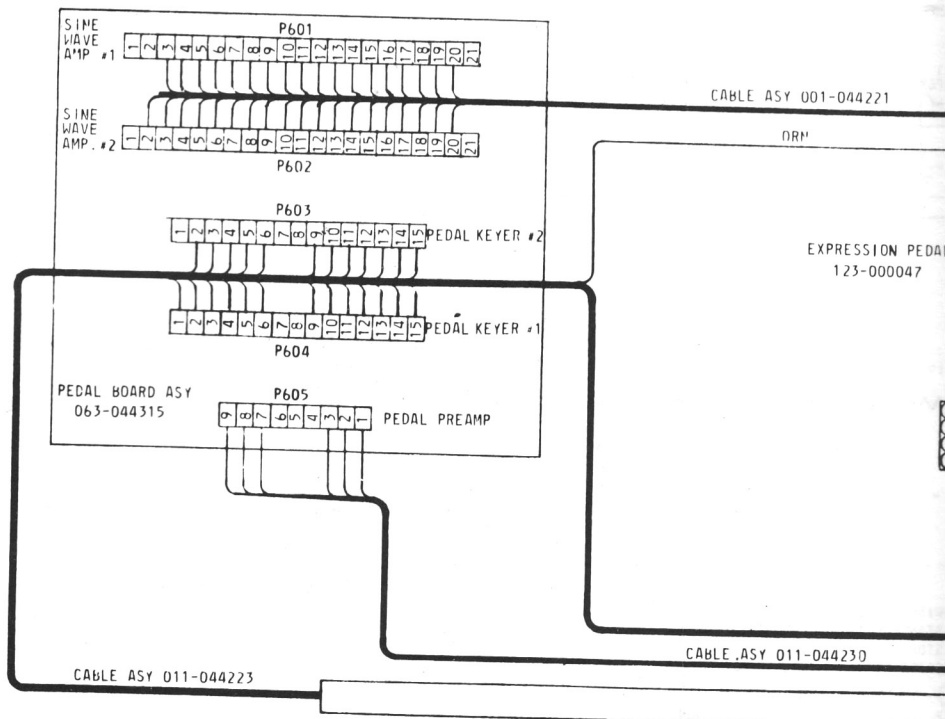 SINE
WAVE
AMP. #1
P601
1 2 3 4 5 6 7 8 9 10 11 12 13 14 15 16 17 18 19 20 21
CABLE ASY 001-044221
SINE
WAVE
AMP. #2
1 2 3 4 5 6 7 8 9 10 11 12 13 14 15 16 17 18 19 20 21
P602
ORN
P603
1 2 3 4 5 6 7 8 9 10 11 12 13 14 15
PEDAL KEYER #2
EXPRESSION PEDAL
123-000047
1 2 3 4 5 6 7 8 9 10 11 12 13 14 15
PEDAL KEYER #1
P604
PEDAL BOARD ASY
063-044315
P605
9 8 7 6 5 4 3 2 1
PEDAL PREAMP
CABLE ASY 011-044230
CABLE ASY 011-044223